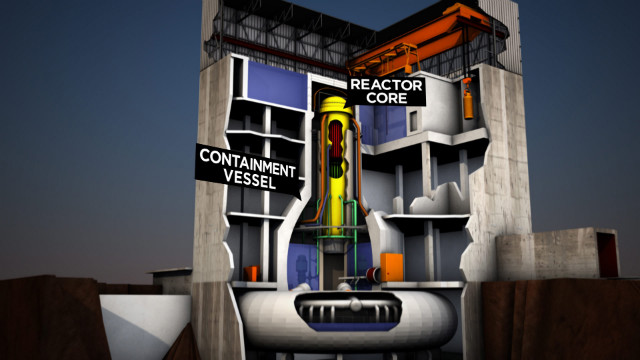 REACTOR
CORE
CONTAINMENT
VESSEL